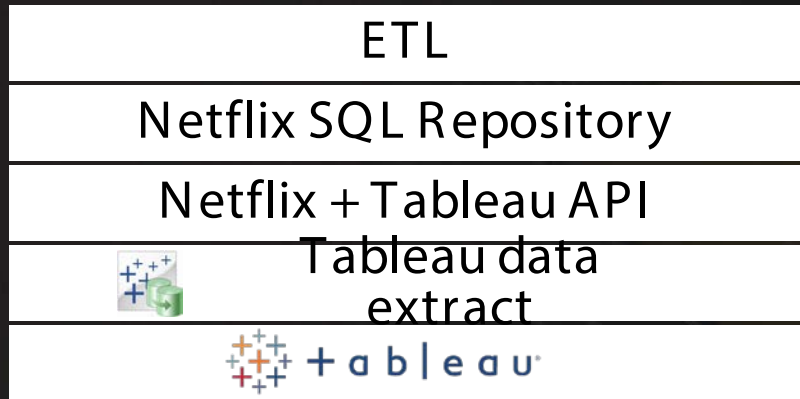 ETL
Netflix SQL Repository
Netflix + Tableau API
Tableau data
extract
+ a b l e a u